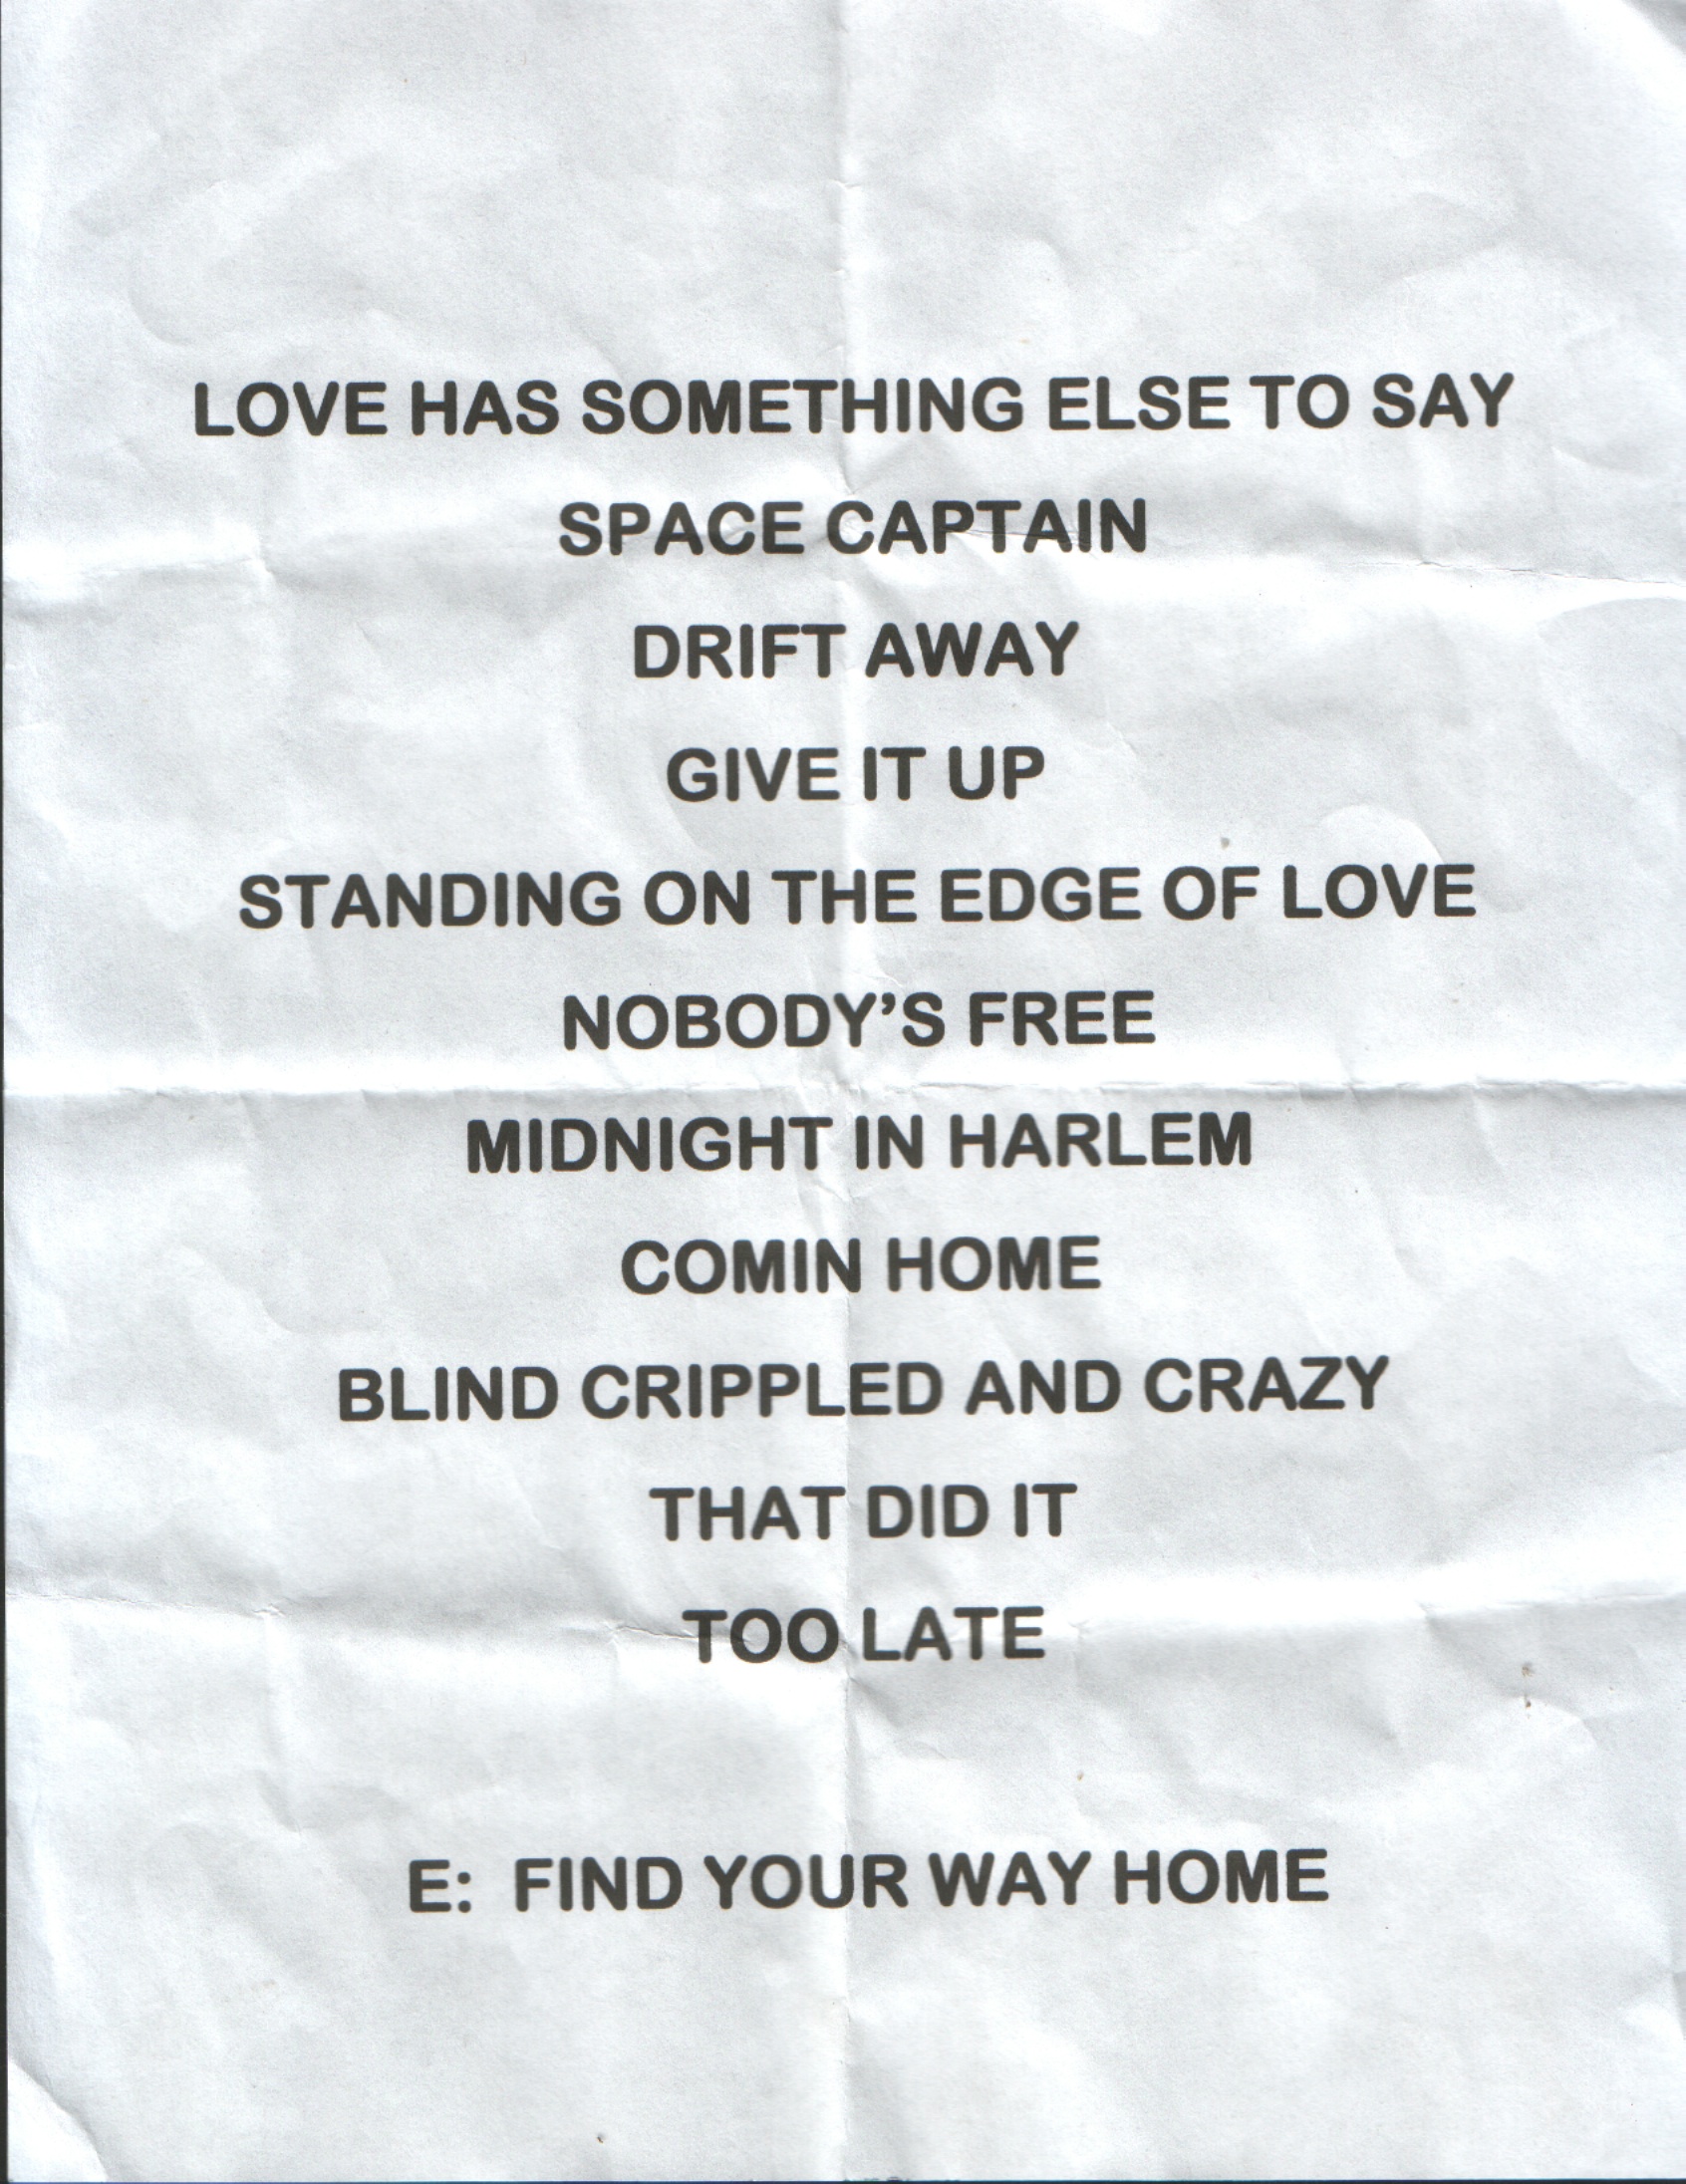 LOVE HAS SOMETHING ELSE TO SAY
SPACE CAPTAIN
DRIFT AWAY
GIVE IT UP
STANDING ON THE EDGE OF LOVE
NOBODY’S FREE
MIDNIGHT IN HARLEM
COMIN HOME
BLIND CRIPPLED AND CRAZY
THAT DID IT
TOO LATE
E: FIND YOUR WAY HOME